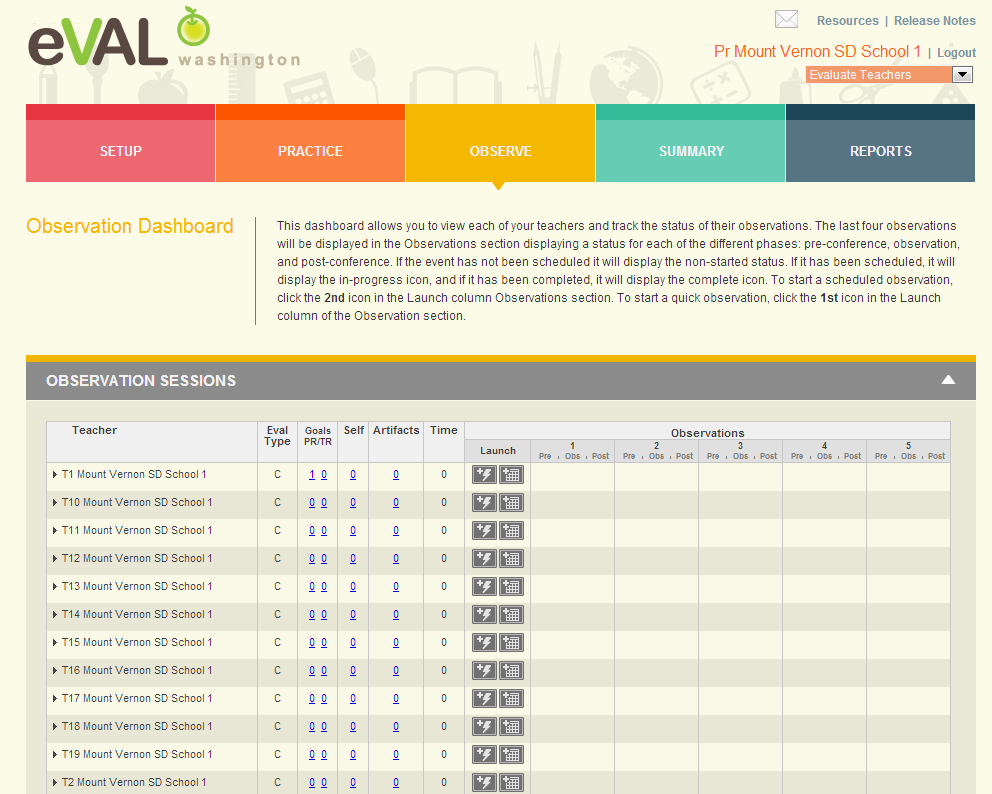 Resources | Release Notes
eVAL washington
Pr Mount Vernon SD School 1 | Logout
Evaluate Teachers
SETUP PRACTICE OBSERVE SUMMARY REPORTS
Observation Dashboard
This dashboard allows you to view each of your teachers and track the status of their observations. The last four observations
will be displayed in the Observations section displaying a status for each of the different phases: pre-conference, observation,
and post-conference. If the event has not been scheduled it will display the non-started status. If it has been scheduled, it will
display the in-progress icon, and if it has been completed, it will display the complete icon. To start a scheduled observation,
click the 2nd icon in the Launch column Observations section. To start a quick observation, click the 1st icon in the Launch
column of the Observation section.
OBSERVATION SESSIONS
Teacher Eval Type Goals PR/TR Self Artifacts Time Observations
Launch 1 2 3 4 5
Pre Obs Post Pre Obs Post Pre Obs Post Pre Obs Post Pre Obs Post
T1 Mount Vernon SD School 1 C 1 0 0 0 0
T10 Mount Vernon SD School 1 C 0 0 0 0 0
T11 Mount Vernon SD School 1 C 0 0 0 0 0
T12 Mount Vernon SD School 1 C 0 0 0 0 0
T13 Mount Vernon SD School 1 C 0 0 0 0 0
T14 Mount Vernon SD School 1 C 0 0 0 0 0
T15 Mount Vernon SD School 1 C 0 0 0 0 0
T16 Mount Vernon SD School 1 C 0 0 0 0 0
T17 Mount Vernon SD School 1 C 0 0 0 0 0
T18 Mount Vernon SD School 1 C 0 0 0 0 0
T19 Mount Vernon SD School 1 C 0 0 0 0 0
T2 Mount Vernon SD School 1 C 0 0 0 0 0